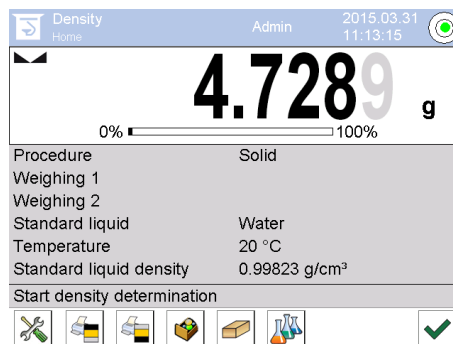 Density Admin 2015.03.31
Home 11:13:15
4.7289 g
0% 100%
Procedure Solid
Weighing 1
Weighing 2
Standard liquid Water
Temperature 20 °C
Standard liquid density 0.99823 g/cm³
Start density determination